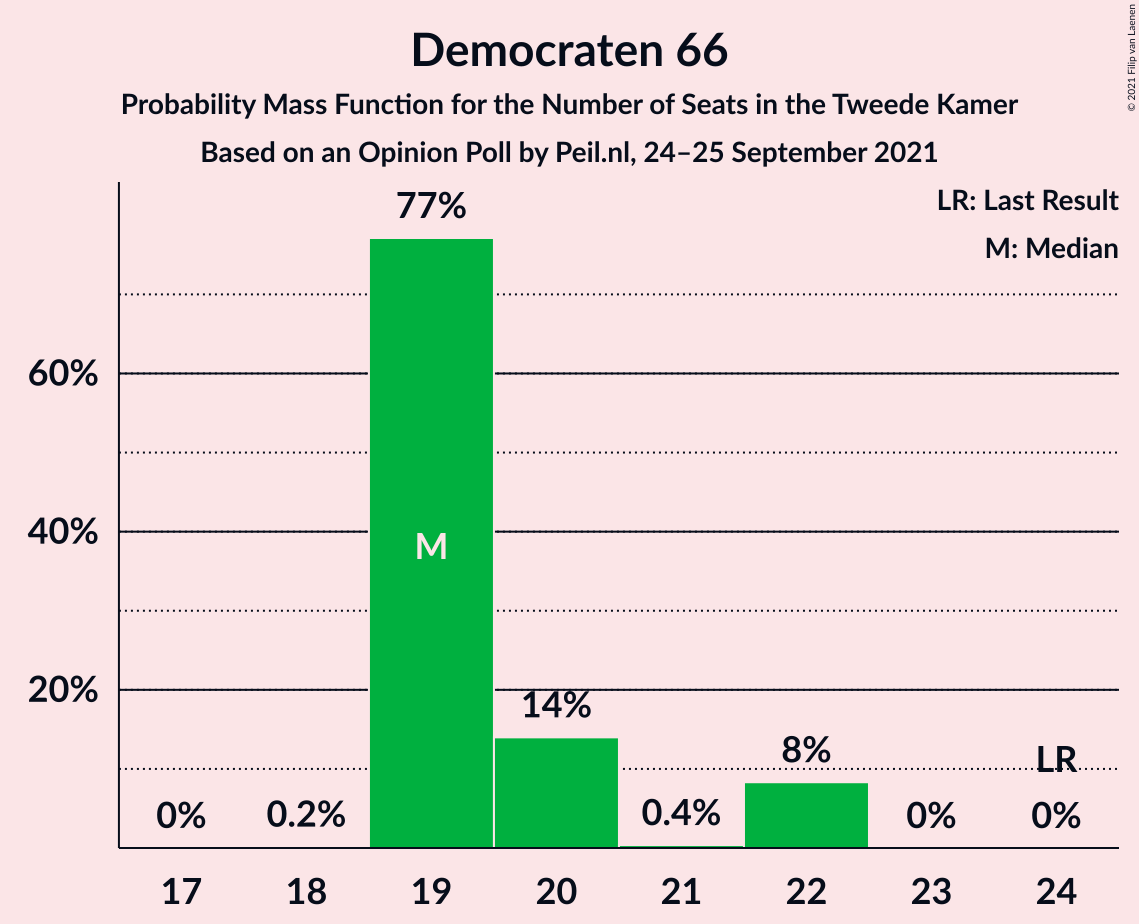 Democraten 66
Probability Mass Function for the Number of Seats in the Tweede Kamer
Based on an Opinion Poll by Peil.nl, 24–25 September 2021
© 2021 Filip van Laenen
LR: Last Result
M: Median
77%
60%
40%
20%
M
14%
8%
LR
0%
0.2%
0.4%
0%
0%
17
18
19
20
21
22
23
24